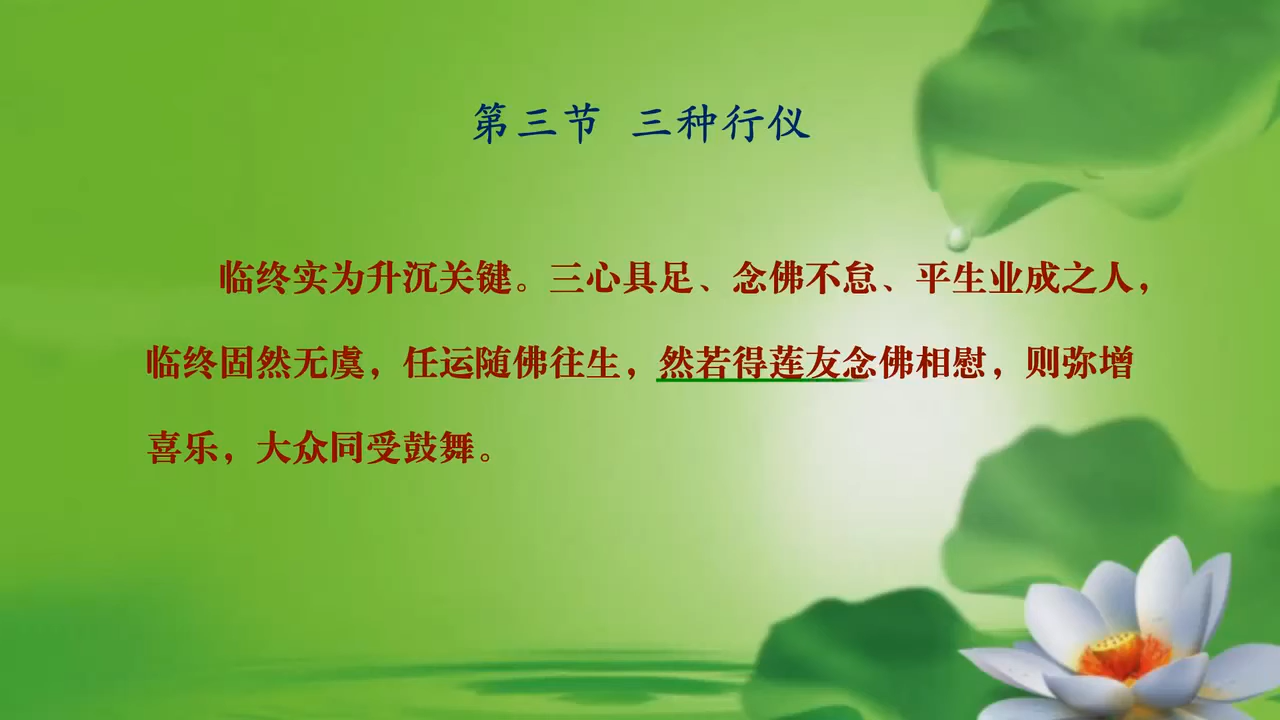 第三节 三种行仪
临终实为升沉关键。三心具足、念佛不怠、平生业成之人，
临终固然无虞，任运随佛往生，然若得莲友念佛相慰，则弥增
喜乐，大众同受鼓舞。